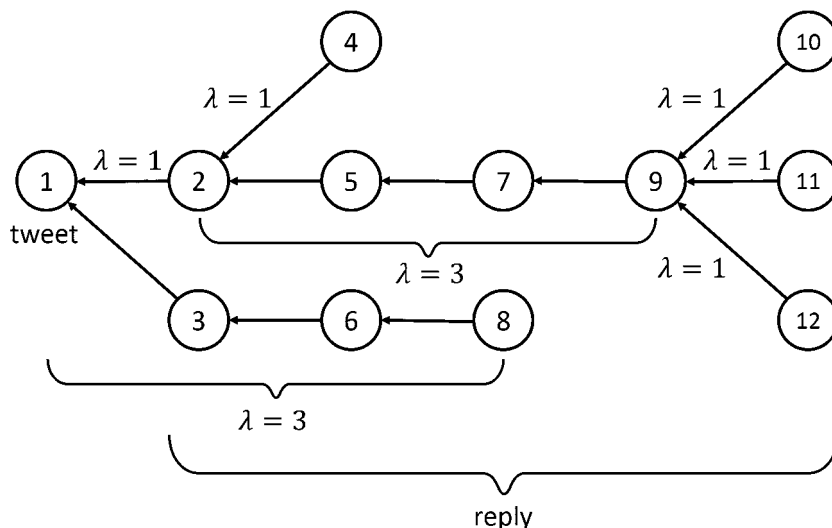 4
10
λ = 1
λ = 1
1
λ = 1
2
5
7
9
λ = 1
11
tweet
λ = 3
λ = 1
3
6
8
12
λ = 3
reply